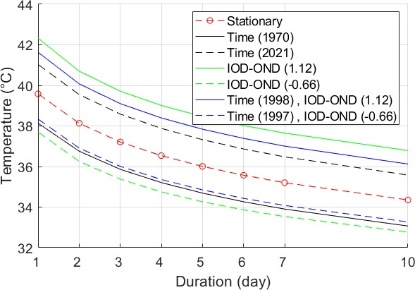 44
42
40
38
36
34
32
Temperature (°C)
Stationary
Time (1970)
Time (2021)
IOD-OND (1.12)
IOD-OND (-0.66)
Time (1998) , IOD-OND (1.12)
Time (1997) , IOD-OND (-0.66)
1 2 3 4 5 6 7 10
Duration (day)